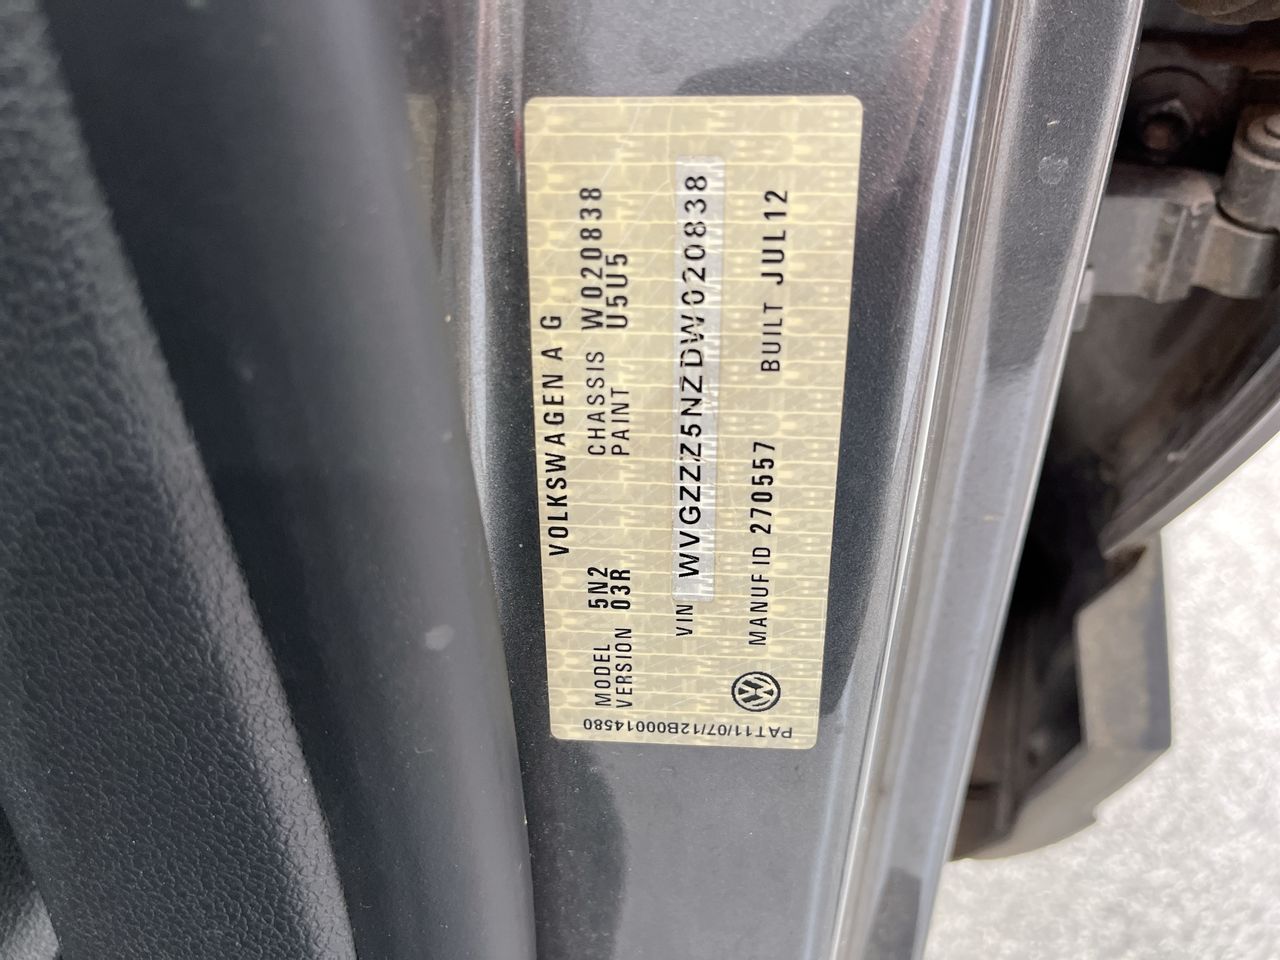 VOLKSWAGEN A G
MODEL 5N2 CHASSIS W020838
VERSION 03R PAINT U5U5
VIN WVGZZZ5NZDW020838
MANUF ID 270557 BUILT JUL12
PAT11/07/12B00014580